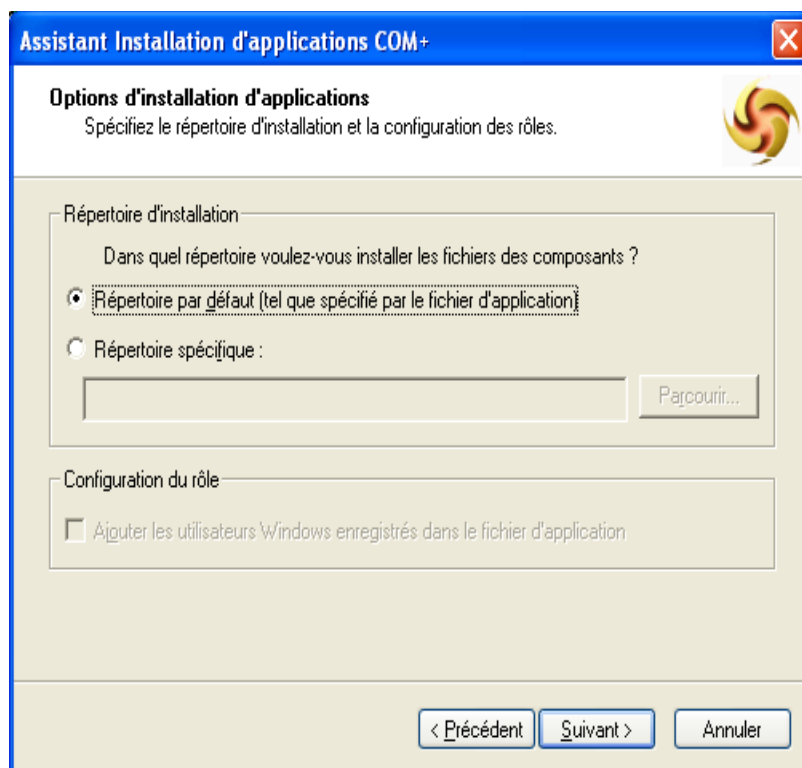 Assistant Installation d'applications COM+
Options d'installation d'applications
Spécifiez le répertoire d'installation et la configuration des rôles.
Répertoire d'installation
Dans quel répertoire voulez-vous installer les fichiers des composants ?
Répertoire par défaut (tel que spécifié par le fichier d'application)
Répertoire spécifique :
Parcourir...
Configuration du rôle
Ajouter les utilisateurs Windows enregistrés dans le fichier d'application
< Précédent
Suivant >
Annuler